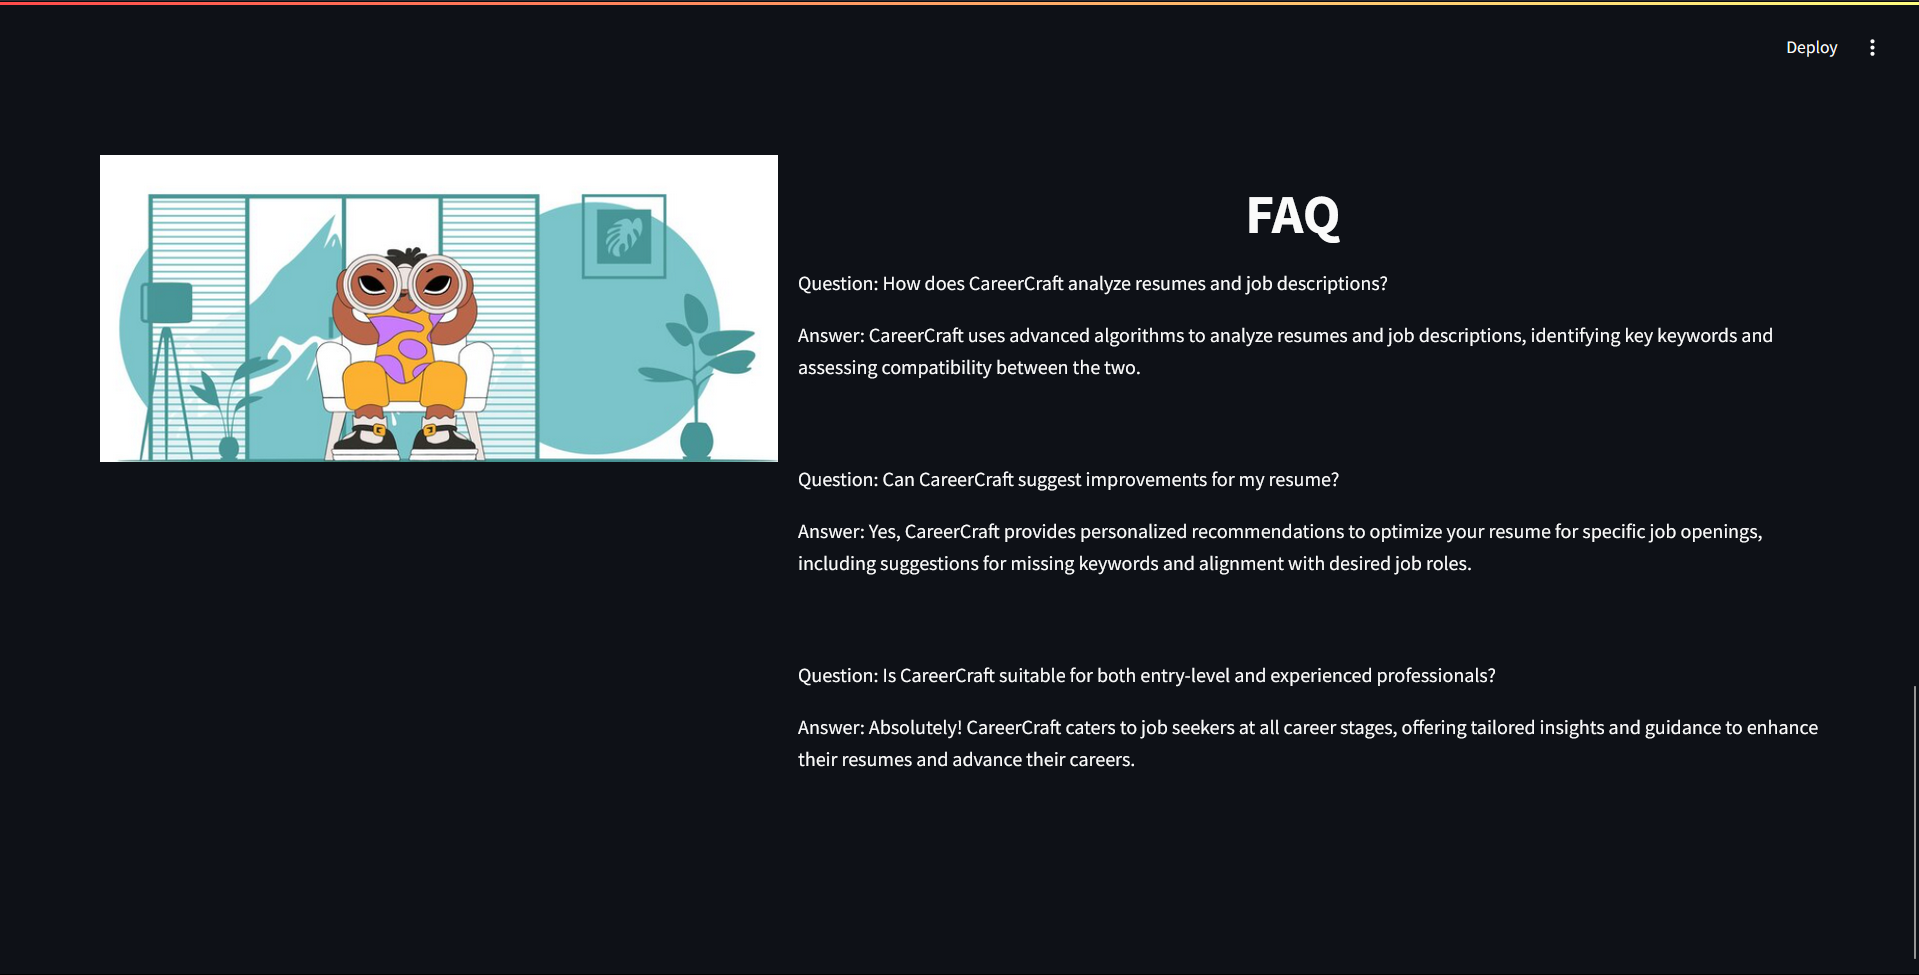 Deploy
FAQ
Question: How does CareerCraft analyze resumes and job descriptions?
Answer: CareerCraft uses advanced algorithms to analyze resumes and job descriptions, identifying key keywords and
assessing compatibility between the two.
Question: Can CareerCraft suggest improvements for my resume?
Answer: Yes, CareerCraft provides personalized recommendations to optimize your resume for specific job openings,
including suggestions for missing keywords and alignment with desired job roles.
Question: Is CareerCraft suitable for both entry-level and experienced professionals?
Answer: Absolutely! CareerCraft caters to job seekers at all career stages, offering tailored insights and guidance to enhance
their resumes and advance their careers.